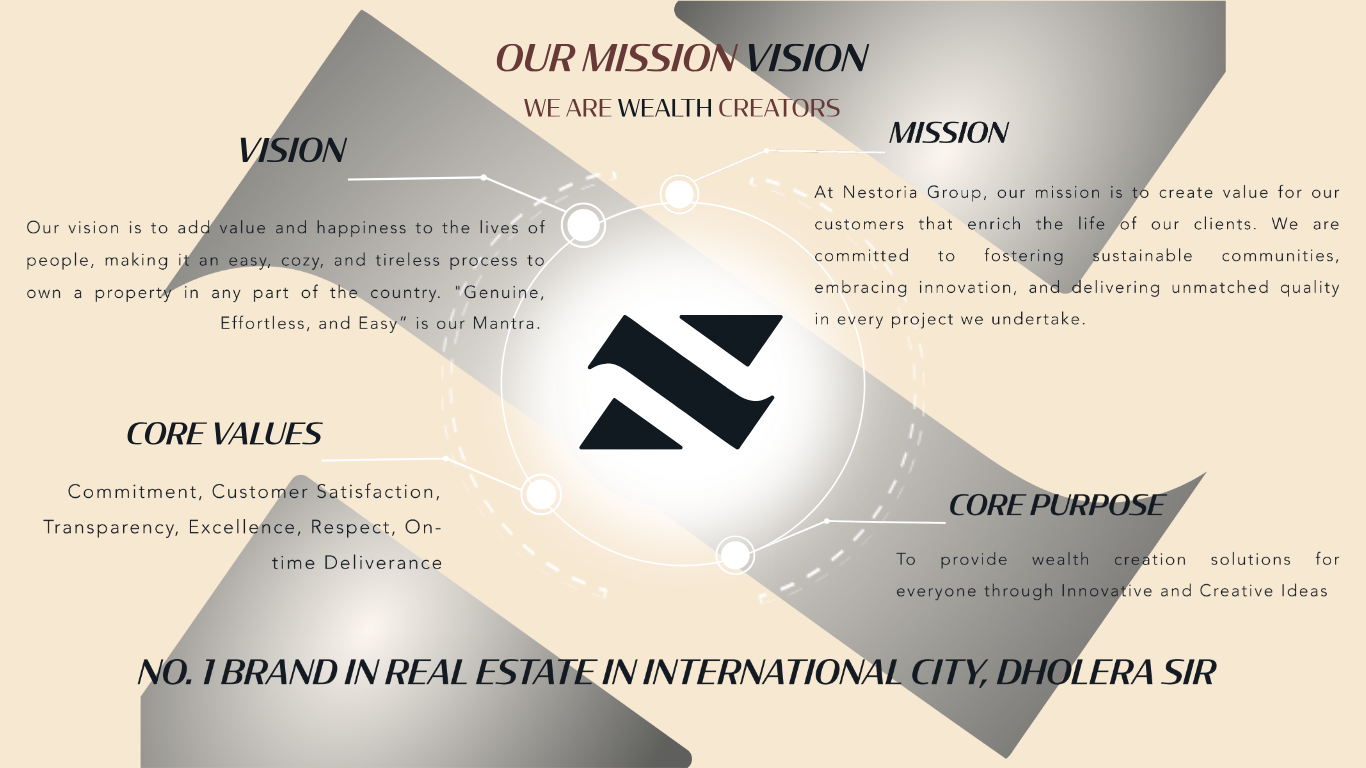 OUR MISSION VISION
WE ARE WEALTH CREATORS
VISION
Our vision is to add value and happiness to the lives of
people, making it an easy, cozy, and tireless process to
own a property in any part of the country. "Genuine,
Effortless, and Easy” is our Mantra.
MISSION
At Nestoria Group, our mission is to create value for our
customers that enrich the life of our clients. We are
committed to fostering sustainable communities,
embracing innovation, and delivering unmatched quality
in every project we undertake.
CORE VALUES
Commitment, Customer Satisfaction,
Transparency, Excellence, Respect, On-
time Deliverance
CORE PURPOSE
To provide wealth creation solutions for
everyone through Innovative and Creative Ideas
NO. 1 BRAND IN REAL ESTATE IN INTERNATIONAL CITY, DHOLERA SIR